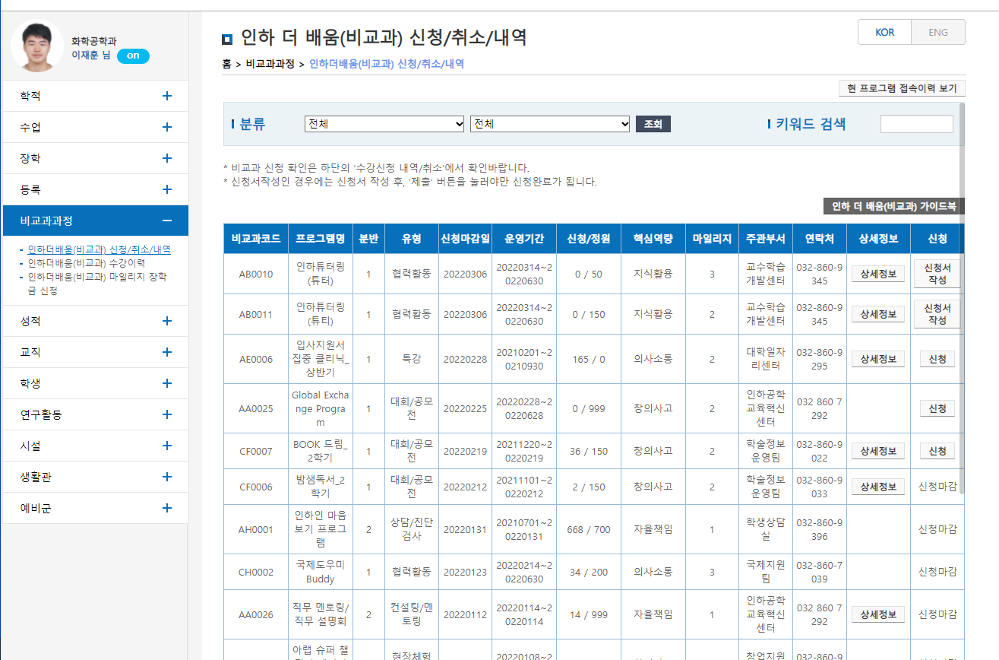 화학공학과
이재훈 님 on
학적 +
수업 +
장학 +
등록 +
비교과과정 −
- 인하더배움(비교과) 신청/취소/내역
- 인하더배움(비교과) 수강이력
- 인하더배움(비교과) 마일리지 장학
금 신청
성적 +
교직 +
학생 +
연구활동 +
시설 +
생활관 +
예비군 +
인하 더 배움(비교과) 신청/취소/내역
KOR ENG
홈 > 비교과과정 > 인하더배움(비교과) 신청/취소/내역
현 프로그램 접속이력 보기
분류 전체 전체 조회 키워드 검색
* 비교과 신청 확인은 하단의 '수강신청 내역/취소'에서 확인바랍니다.
* 신청서작성인 경우에는 신청서 작성 후, '제출' 버튼을 눌러야만 신청완료가 됩니다.
인하 더 배움(비교과) 가이드북
비교과코드 프로그램명 분반 유형 신청마감일 운영기간 신청/정원 핵심역량 마일리지 주관부서 연락처 상세정보 신청
AB0010 인하튜터링(튜터) 1 협력활동 20220306 20220314~20220630 0 / 50 지식활용 3 교수학습개발센터 032-860-9345 상세정보 신청서 작성
AB0011 인하튜터링(튜티) 1 협력활동 20220306 20220314~20220630 0 / 150 지식활용 2 교수학습개발센터 032-860-9345 상세정보 신청서 작성
AE0006 입사지원서 집중 클리닉_상반기 1 특강 20220228 20210201~20210930 165 / 0 의사소통 2 대학일자리센터 032-860-9295 상세정보 신청
AA0025 Global Exchange Program 1 대회/공모전 20220225 20220228~20220628 0 / 999 창의사고 2 인하공학교육혁신센터 032 860 7292 신청
CF0007 BOOK 드림_2학기 1 대회/공모전 20220219 20211220~20220219 36 / 150 창의사고 2 학술정보운영팀 032-860-9022 상세정보 신청
CF0006 밤샘독서_2학기 1 대회/공모전 20220212 20211101~20220212 2 / 150 창의사고 2 학술정보운영팀 032-860-9033 상세정보 신청마감
AH0001 인하인 마음보기 프로그램 2 상담/진단검사 20220131 20210701~20220131 668 / 700 자율책임 1 학생상담실 032-860-9396 신청마감
CH0002 국제도우미 Buddy 1 협력활동 20220123 20220214~20220630 34 / 200 의사소통 3 국제지원팀 032-860-7039 신청마감
AA0026 직무 멘토링/직무 설명회 2 컨설팅/멘토링 20220112 20220114~20220114 14 / 999 자율책임 1 인하공학교육혁신센터 032 860 7292 상세정보 신청마감
아랩 슈퍼 챌 현장체험 20220108~2 창업지원 032-860-9